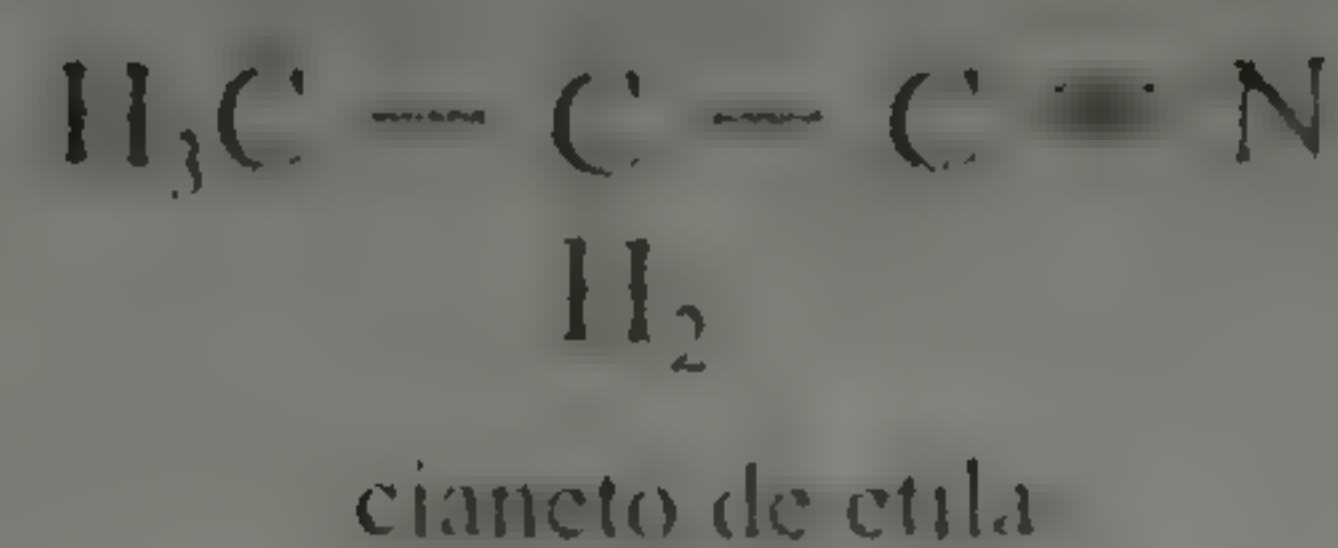 H₃C — C — C ≡ N
H₂
cianeto de etila